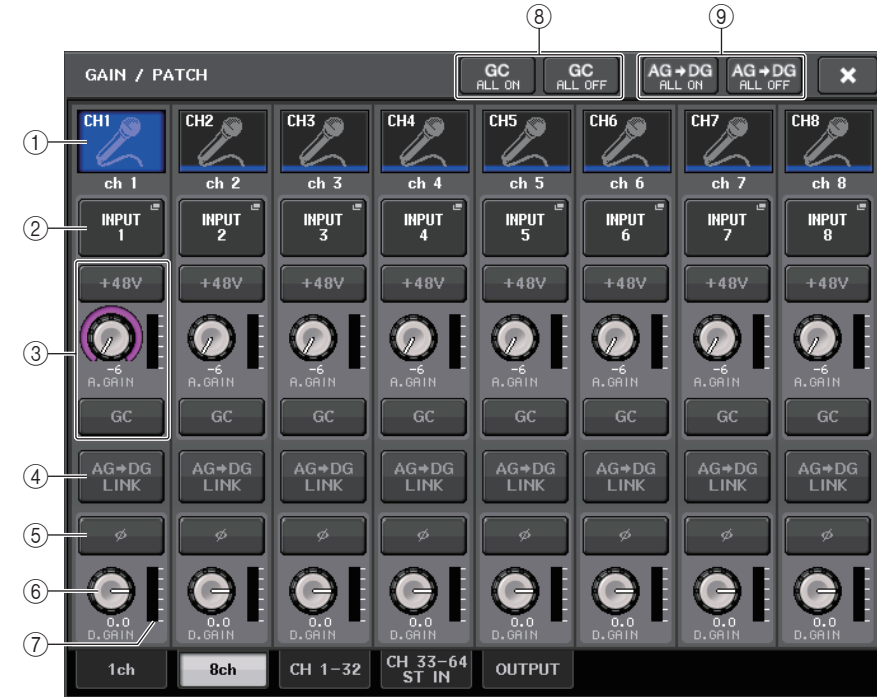 ⑧ ⑨
GAIN / PATCH
GC ALL ON
GC ALL OFF
AG→DG ALL ON
AG→DG ALL OFF
×
① CH1 CH2 CH3 CH4 CH5 CH6 CH7 CH8
ch 1 ch 2 ch 3 ch 4 ch 5 ch 6 ch 7 ch 8
② INPUT INPUT INPUT INPUT INPUT INPUT INPUT INPUT
1 2 3 4 5 6 7 8
+48V +48V +48V +48V +48V +48V +48V +48V
③
-6 -6 -6 -6 -6 -6 -6 -6
A.GAIN A.GAIN A.GAIN A.GAIN A.GAIN A.GAIN A.GAIN A.GAIN
GC GC GC GC GC GC GC GC
④ AG→DG AG→DG AG→DG AG→DG AG→DG AG→DG AG→DG AG→DG
LINK LINK LINK LINK LINK LINK LINK LINK
⑤ ø ø ø ø ø ø ø ø
⑥
0.0 0.0 0.0 0.0 0.0 0.0 0.0 0.0
⑦ D.GAIN D.GAIN D.GAIN D.GAIN D.GAIN D.GAIN D.GAIN D.GAIN
1ch 8ch CH 1-32 CH 33-64 ST IN OUTPUT